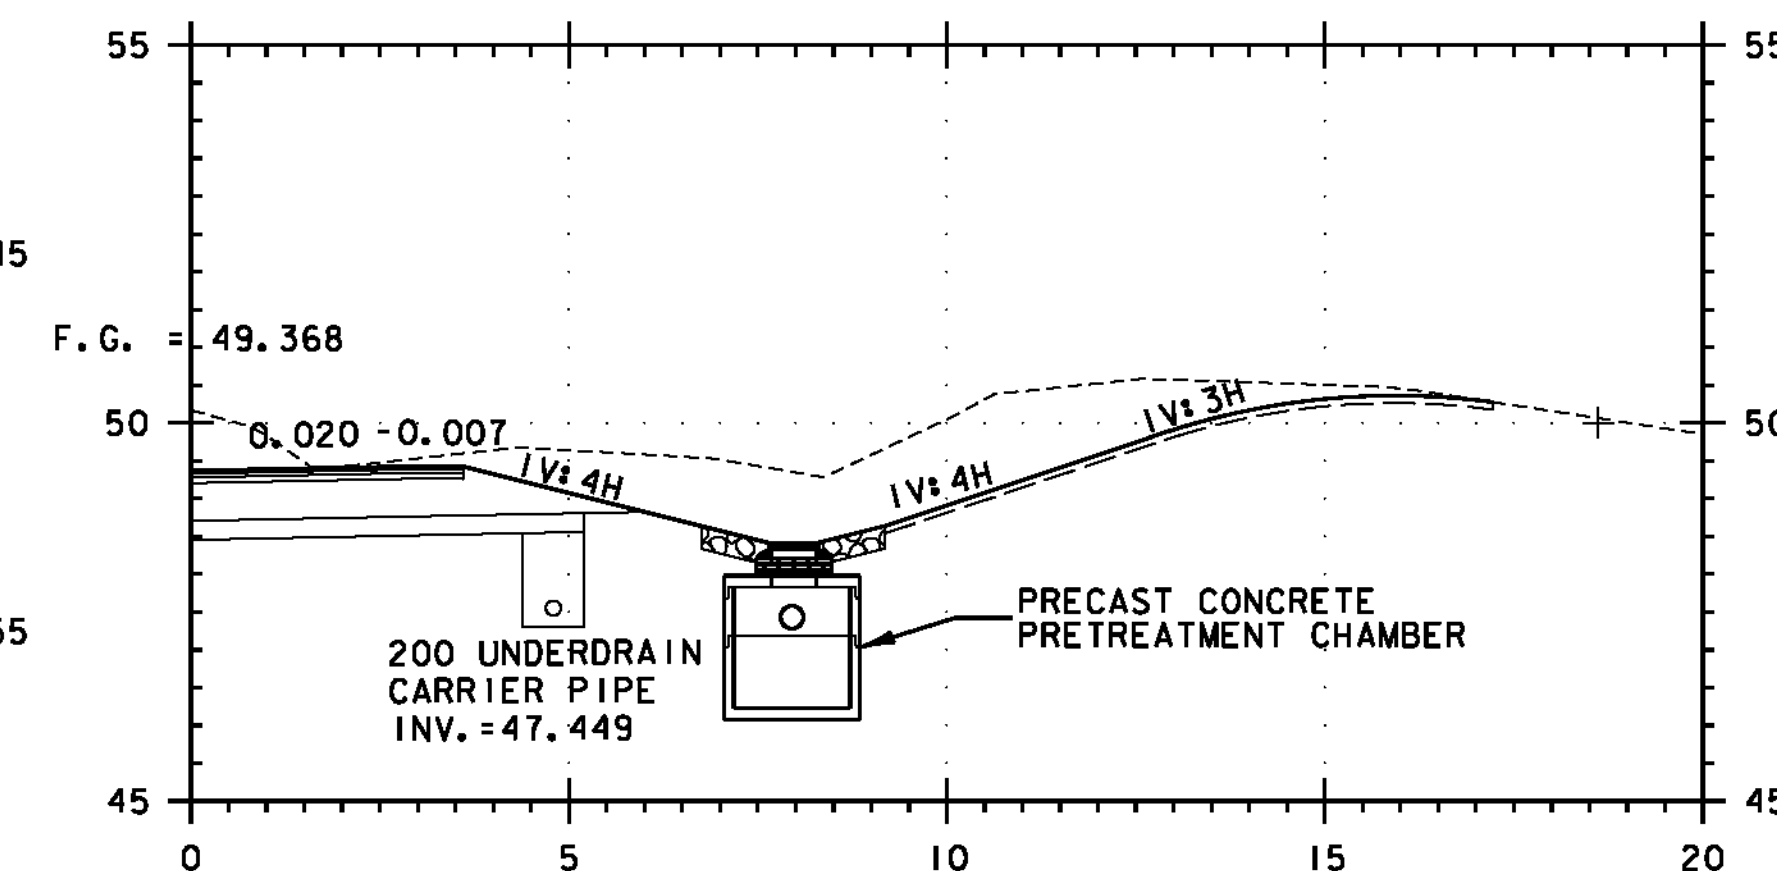 55
55
15
F.G. = 49.368
50
0.020 -0.007
1V:3H
50
1V:4H
1V:4H
PRECAST CONCRETE
PRETREATMENT CHAMBER
55
200 UNDERDRAIN
CARRIER PIPE
INV.=47.449
45
45
0
5
10
15
20